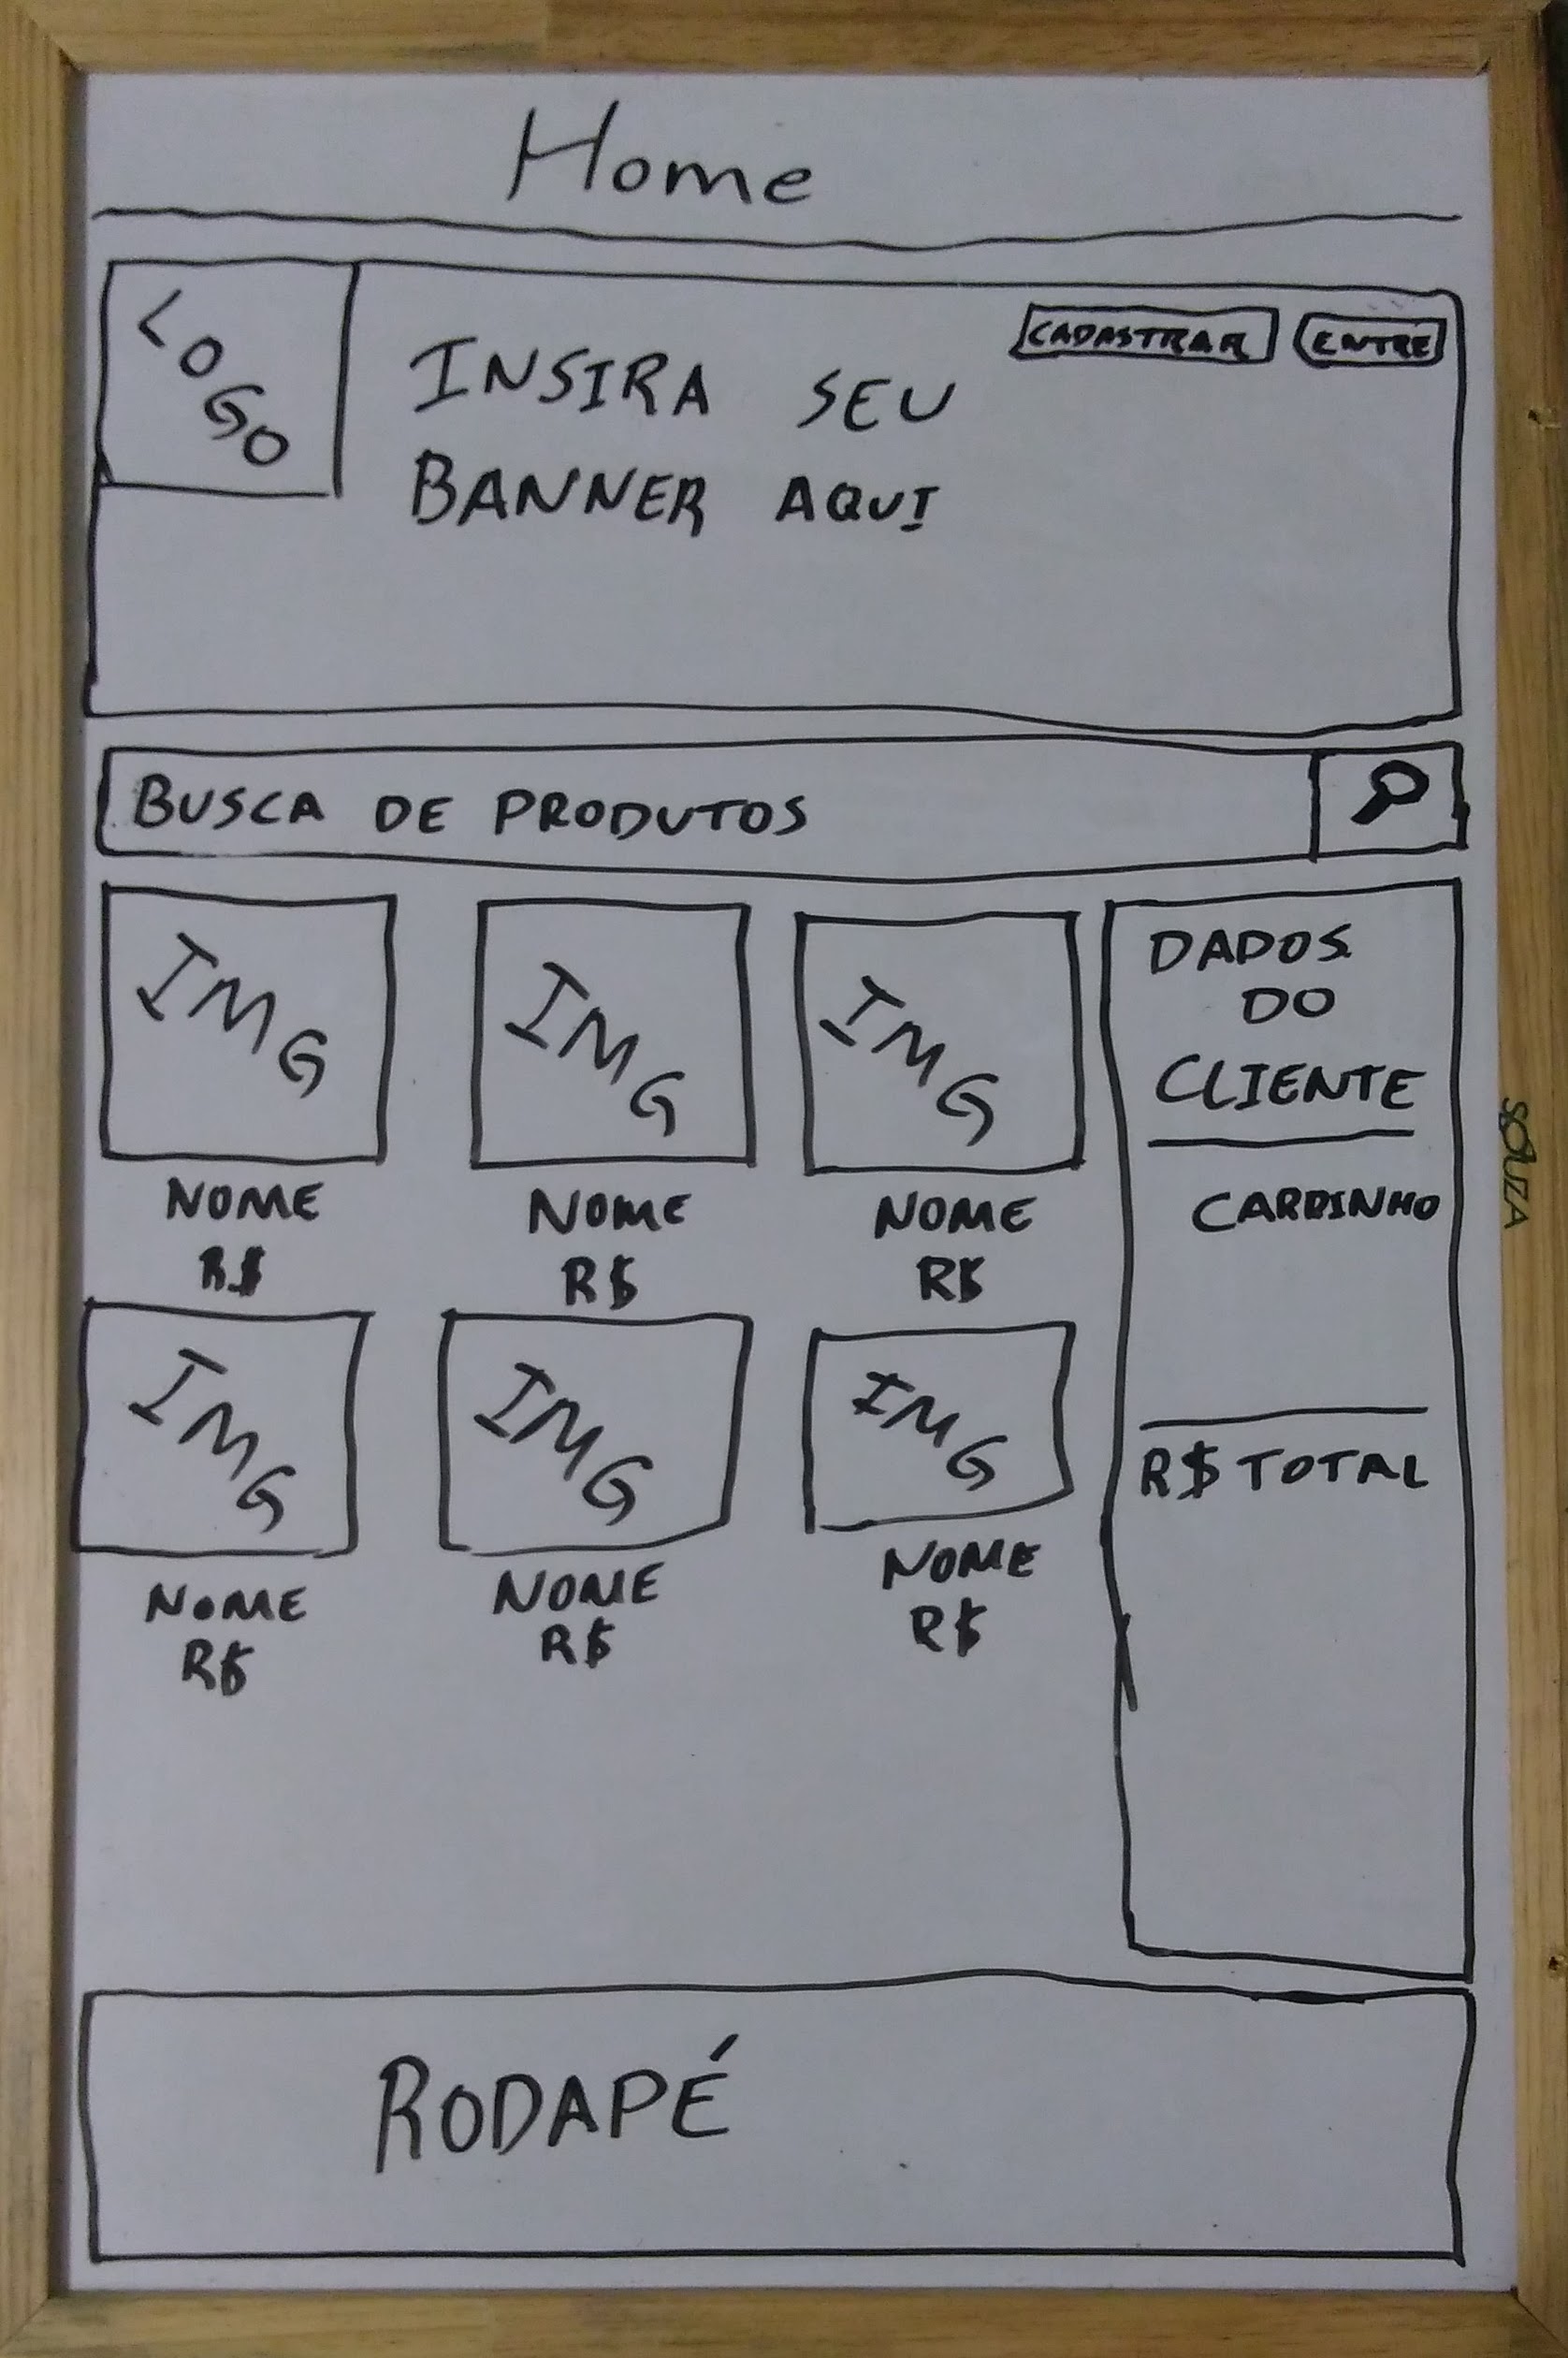 Home
LOGO
CADASTRAR
ENTRE
INSIRA SEU
BANNER AQUI
BUSCA DE PRODUTOS
IMG
IMG
IMG
NOME
R$
NOME
R$
NOME
R$
IMG
IMG
IMG
NOME
R$
NOME
R$
NOME
R$
DADOS
DO
CLIENTE
CARRINHO
R$ TOTAL
RODAPÉ
SOUZA